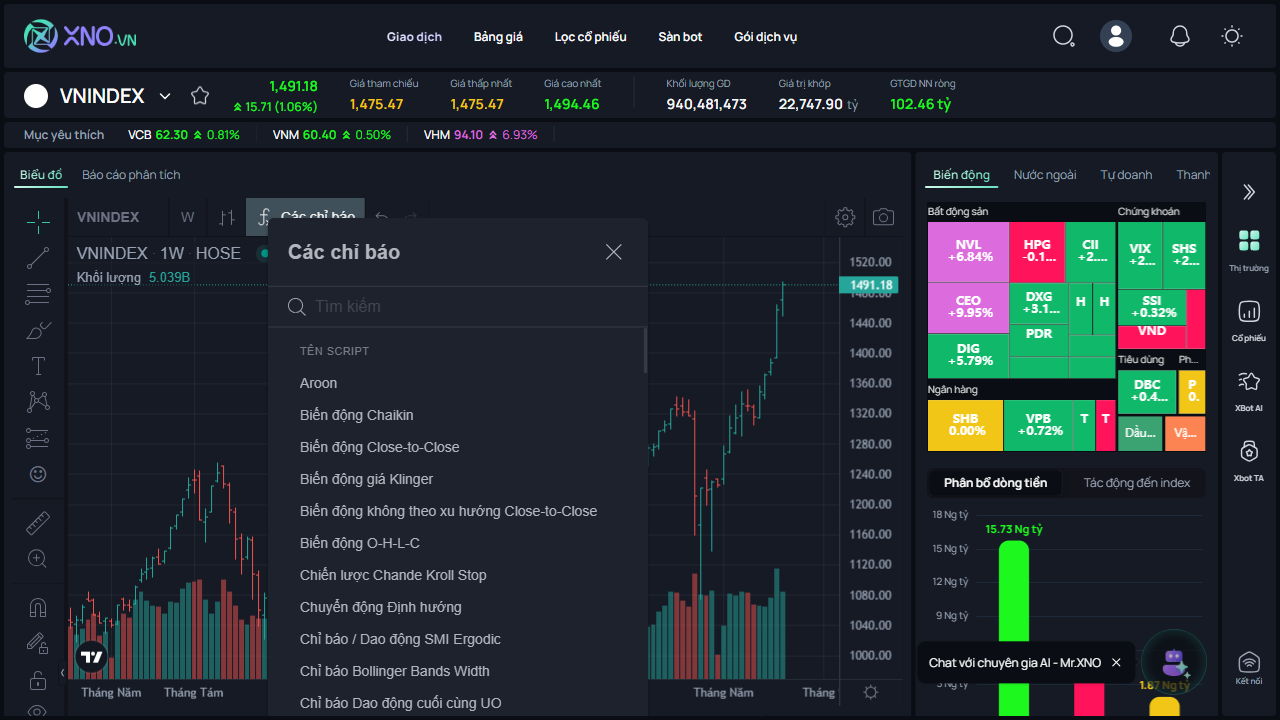 XNO.VN
Giao dịch
Bảng giá
Lọc cổ phiếu
Sàn bot
Gói dịch vụ
VNINDEX
1,491.18
15.71 (1.06%)
Giá tham chiếu
1,475.47
Giá thấp nhất
1,475.47
Giá cao nhất
1,494.46
Khối lượng GD
940,481,473
Giá trị khớp
22,747.90 tỷ
GTGD NN ròng
102.46 tỷ
Mục yêu thích
VCB 62.30 0.81%
VNM 60.40 0.50%
VHM 94.10 6.93%
Biểu đồ
Báo cáo phân tích
VNINDEX
W
Các chỉ báo
VNINDEX · 1W · HOSE
Khối lượng 5.039B
Các chỉ báo
Tìm kiếm
TÊN SCRIPT
Aroon
Biến động Chaikin
Biến động Close-to-Close
Biến động giá Klinger
Biến động không theo xu hướng Close-to-Close
Biến động O-H-L-C
Chiến lược Chande Kroll Stop
Chuyển động Định hướng
Chỉ báo / Dao động SMI Ergodic
Chỉ báo Bollinger Bands Width
Chỉ báo Dao động cuối cùng UO
1520.00
1491.18
1480.00
1440.00
1400.00
1360.00
1320.00
1280.00
1240.00
1200.00
1160.00
1120.00
1080.00
1040.00
1000.00
Tháng Năm
Tháng Tám
Tháng Năm
Tháng
Biến động
Nước ngoài
Tự doanh
Thanh
Bất động sản
NVL
+6.84%
HPG
-0.1...
CII
+2....
CEO
+9.95%
DXG
+3.1...
H
H
DIG
+5.79%
PDR
Chứng khoán
VIX
+2...
SHS
+2...
SSI
+0.32%
VND
Ngân hàng
SHB
0.00%
VPB
+0.72%
T
T
Tiêu dùng
DBC
+0.4...
Ph...
P
0.
Dầu...
Vậ...
Phân bổ dòng tiền
Tác động đến index
18 Ng tỷ
15 Ng tỷ
12 Ng tỷ
9 Ng tỷ
5 Ng tỷ
15.73 Ng tỷ
1.87 Ng tỷ
Chat với chuyên gia AI - Mr.XNO
Thị trường
Cổ phiếu
XBot AI
Xbot TA
Kết nối